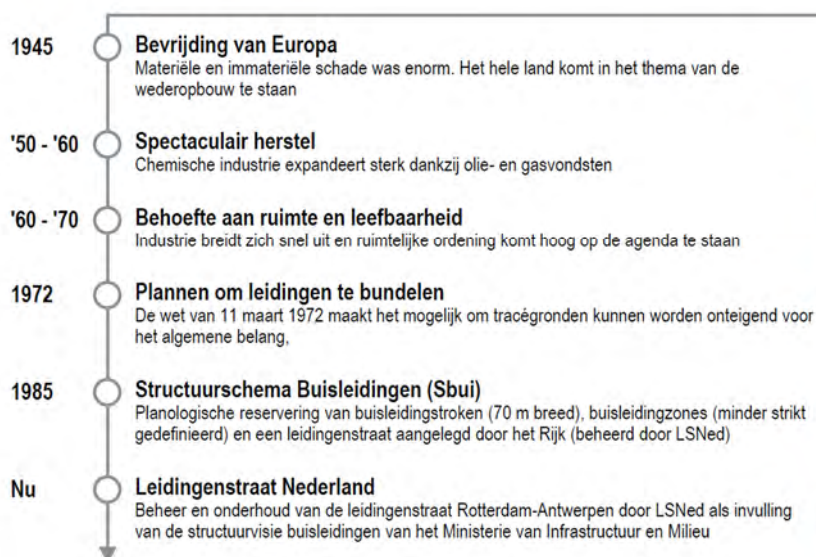 1945
Bevrijding van Europa
Materiële en immateriële schade was enorm. Het hele land komt in het thema van de
wederopbouw te staan
'50 - '60
Spectaculair herstel
Chemische industrie expandeert sterk dankzij olie- en gasvondsten
'60 - '70
Behoefte aan ruimte en leefbaarheid
Industrie breidt zich snel uit en ruimtelijke ordening komt hoog op de agenda te staan
1972
Plannen om leidingen te bundelen
De wet van 11 maart 1972 maakt het mogelijk om tracégronden kunnen worden onteigend voor
het algemene belang,
1985
Structuurschema Buisleidingen (Sbui)
Planologische reservering van buisleidingstroken (70 m breed), buisleidingzones (minder strikt
gedefinieerd) en een leidingenstraat aangelegd door het Rijk (beheerd door LSNed)
Nu
Leidingenstraat Nederland
Beheer en onderhoud van de leidingenstraat Rotterdam-Antwerpen door LSNed als invulling
van de structuurvisie buisleidingen van het Ministerie van Infrastructuur en Milieu